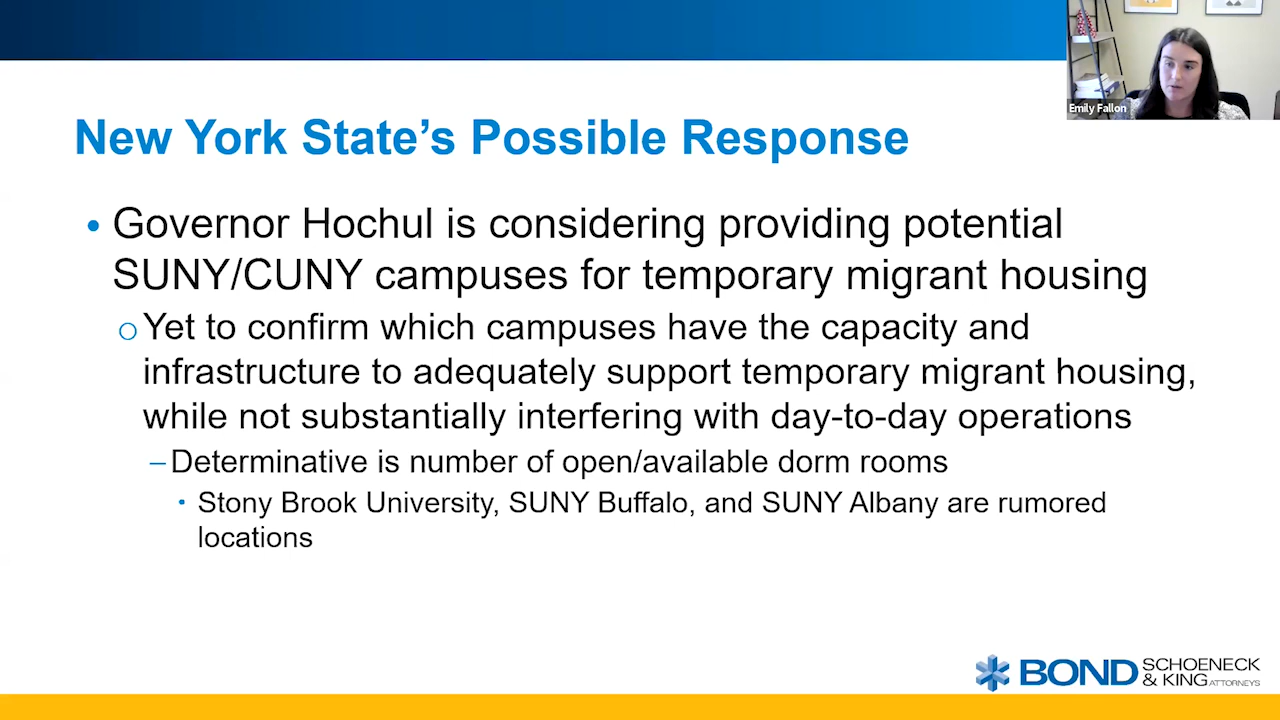 Emily Fallon
New York State's Possible Response
• Governor Hochul is considering providing potential
SUNY/CUNY campuses for temporary migrant housing
o Yet to confirm which campuses have the capacity and
infrastructure to adequately support temporary migrant housing,
while not substantially interfering with day-to-day operations
– Determinative is number of open/available dorm rooms
• Stony Brook University, SUNY Buffalo, and SUNY Albany are rumored
locations
BOND SCHOENECK
& KING ATTORNEYS